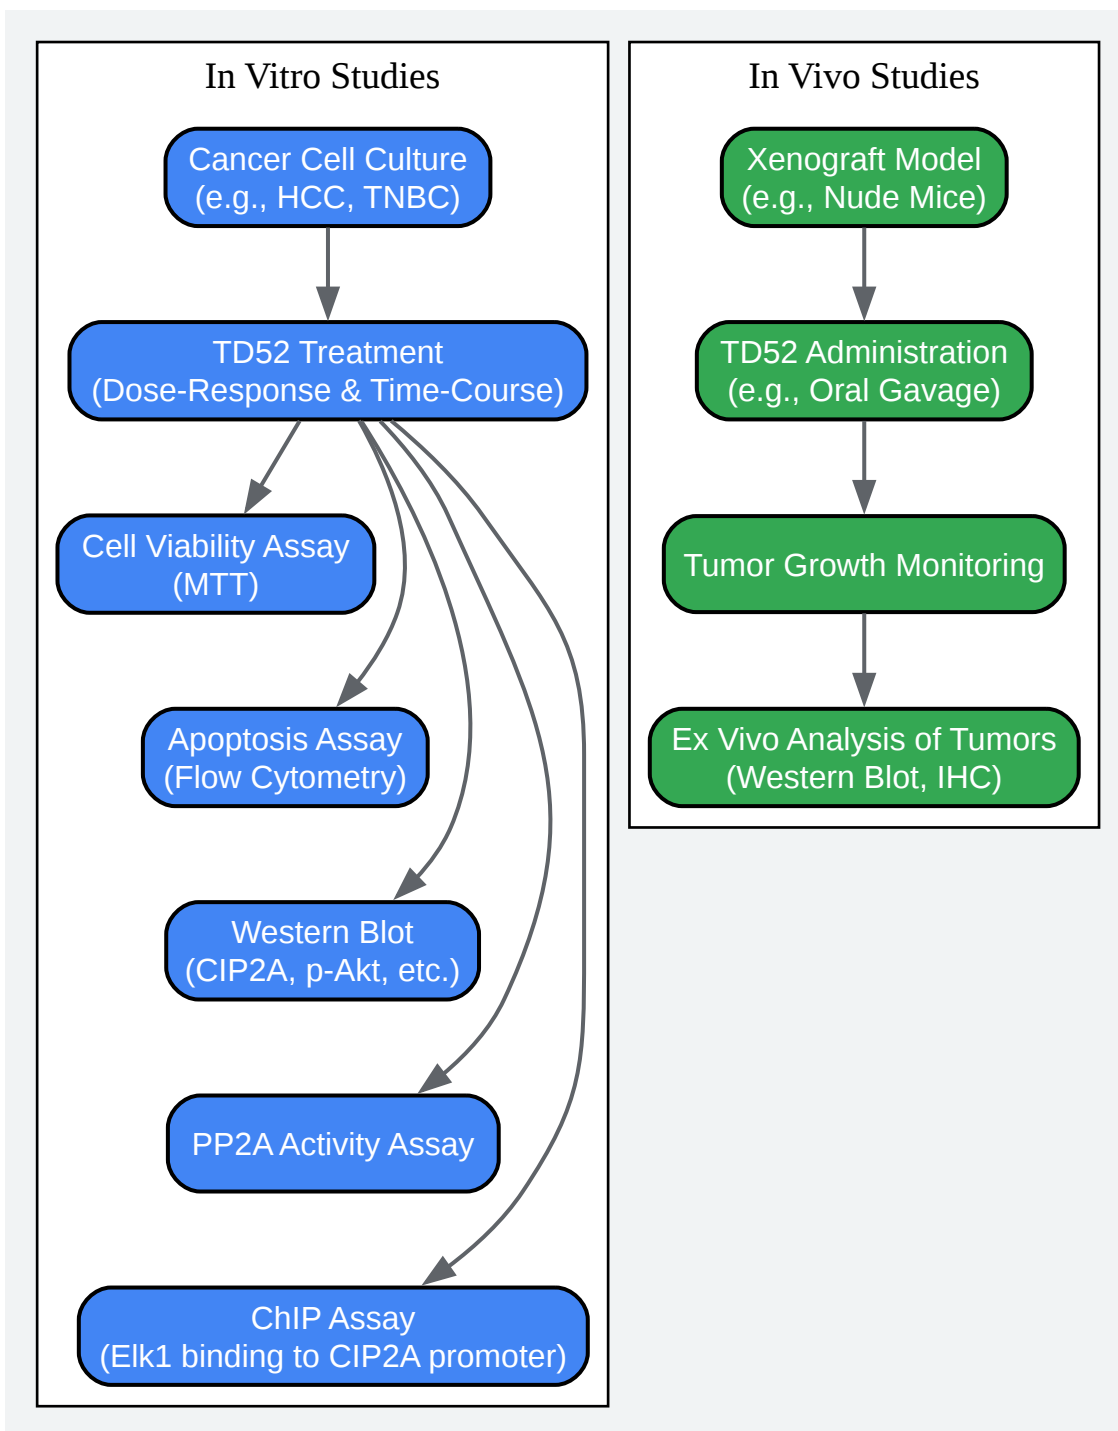 In Vitro Studies
Cancer Cell Culture
(e.g., HCC, TNBC)
TD52 Treatment
(Dose-Response & Time-Course)
Cell Viability Assay
(MTT)
Apoptosis Assay
(Flow Cytometry)
Western Blot
(CIP2A, p-Akt, etc.)
PP2A Activity Assay
ChIP Assay
(Elk1 binding to CIP2A promoter)
In Vivo Studies
Xenograft Model
(e.g., Nude Mice)
TD52 Administration
(e.g., Oral Gavage)
Tumor Growth Monitoring
Ex Vivo Analysis of Tumors
(Western Blot, IHC)